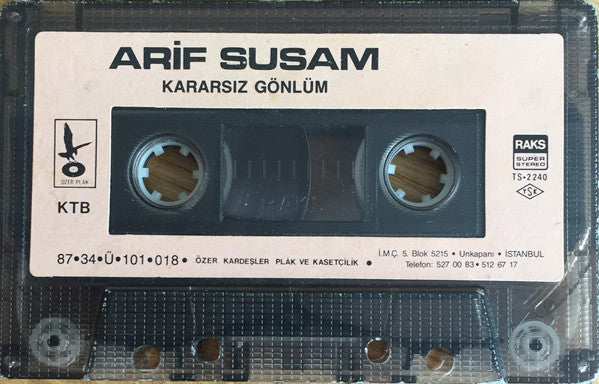 ARİF SUSAM
KARARSIZ GÖNLÜM
ÖZER PLAK
KTB
RAKS
SUPER
STEREO
TS•2240
TSE
87•34•Ü•101•018• ÖZER KARDEŞLER PLAK VE KASETÇİLİK •
İ.M.Ç. 5. Blok 5215 • Unkapanı • İSTANBUL
Telefon: 527 00 83 • 512 67 17